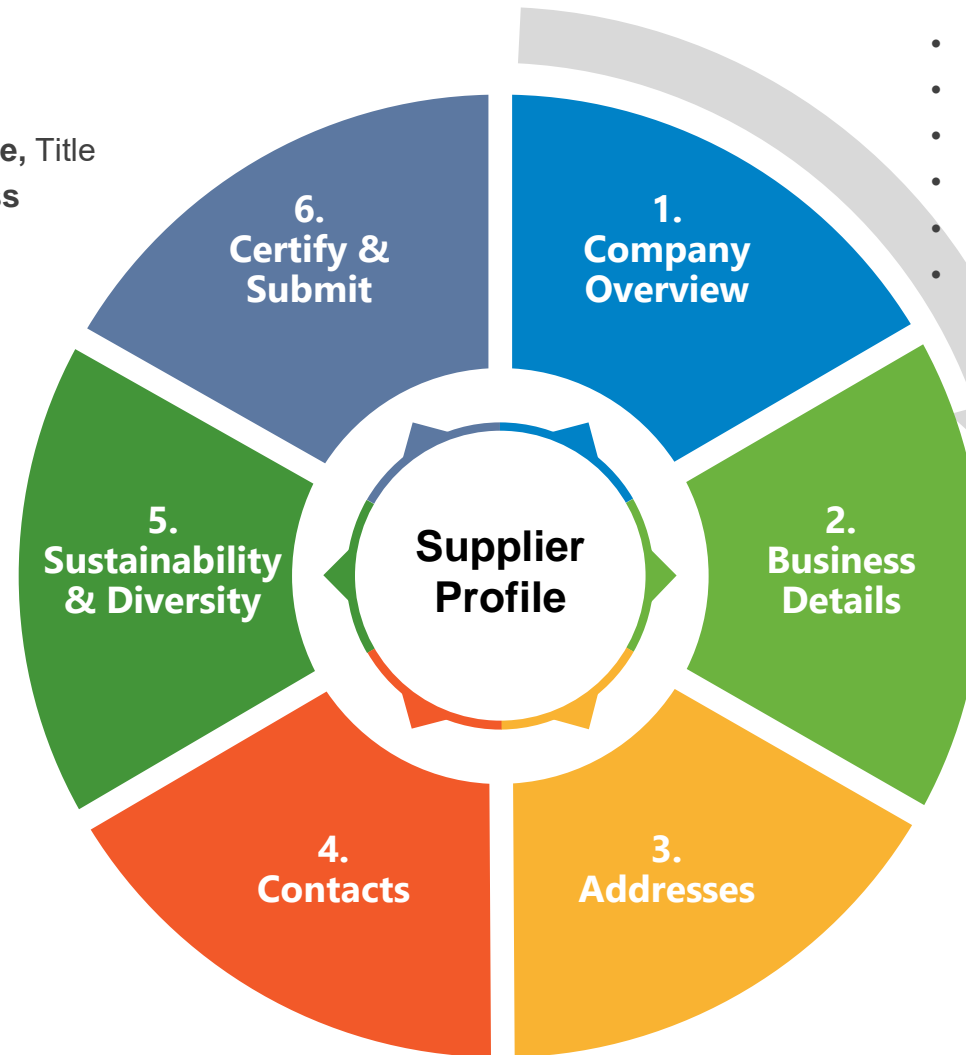 e, Title
s
1.
Company
Overview
2.
Business
Details
3.
Addresses
4.
Contacts
5.
Sustainability
& Diversity
6.
Certify &
Submit
Supplier
Profile